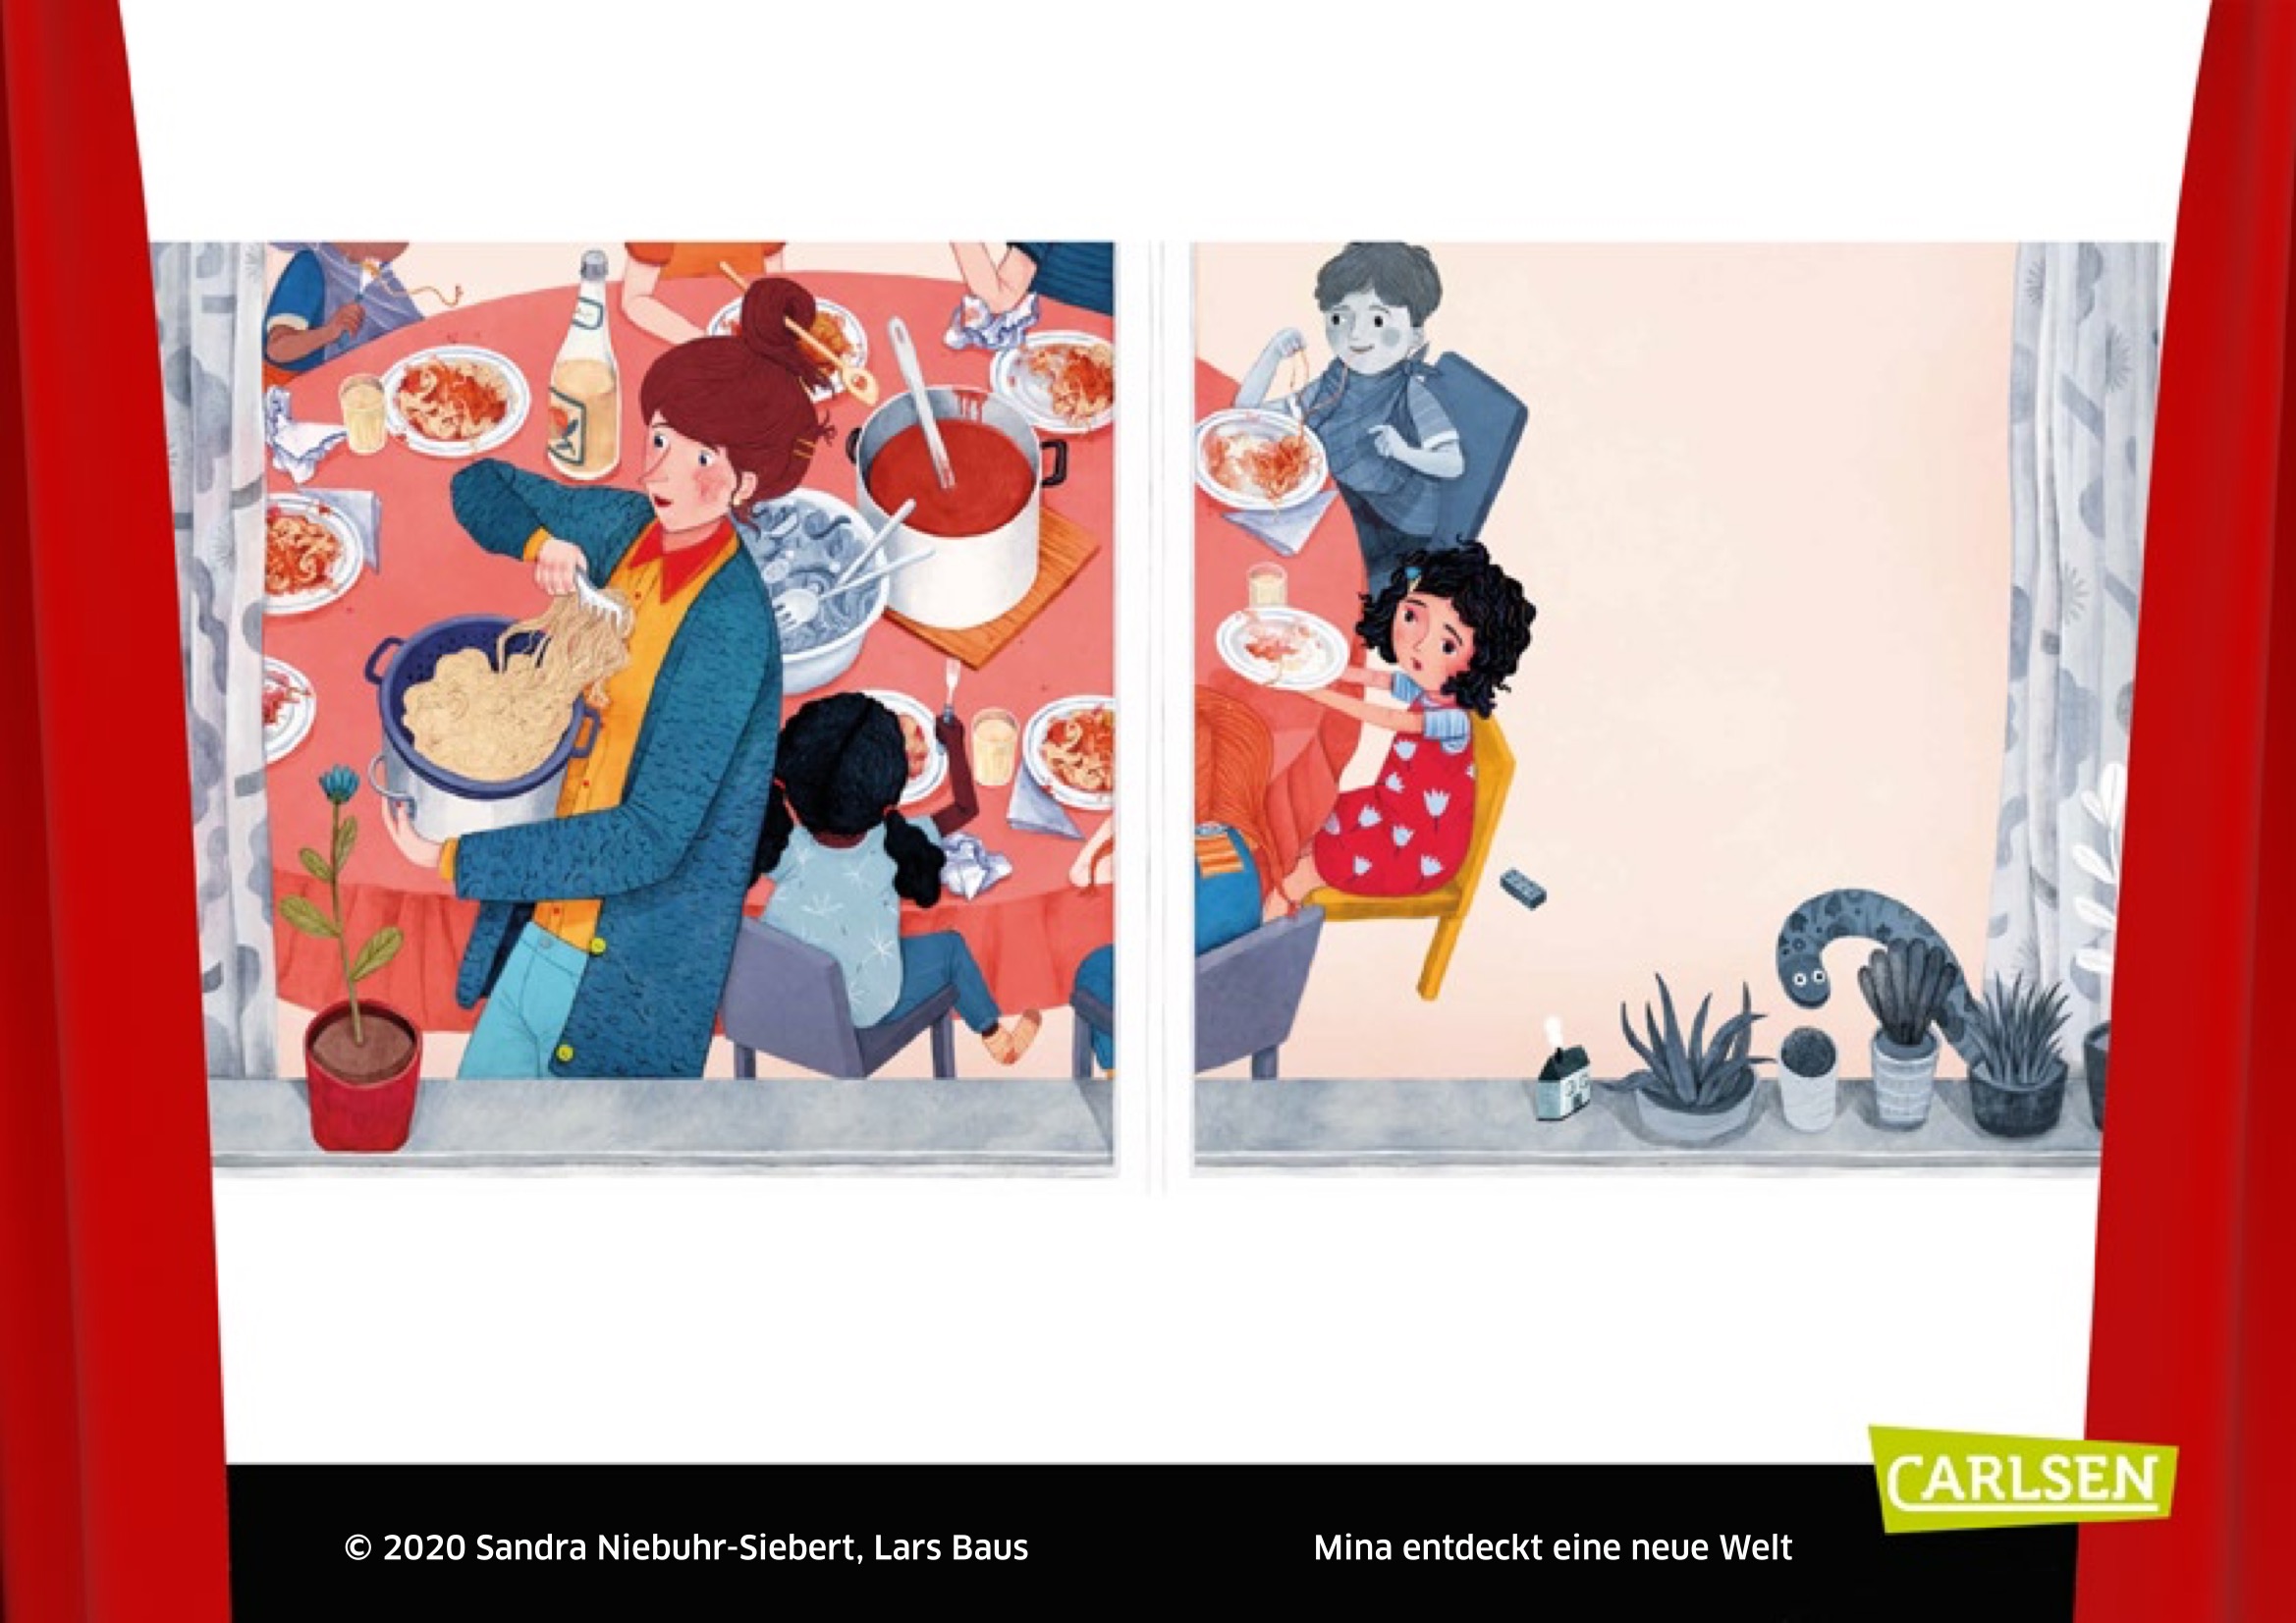 © 2020 Sandra Niebuhr-Siebert, Lars Baus
Mina entdeckt eine neue Welt
CARLSEN